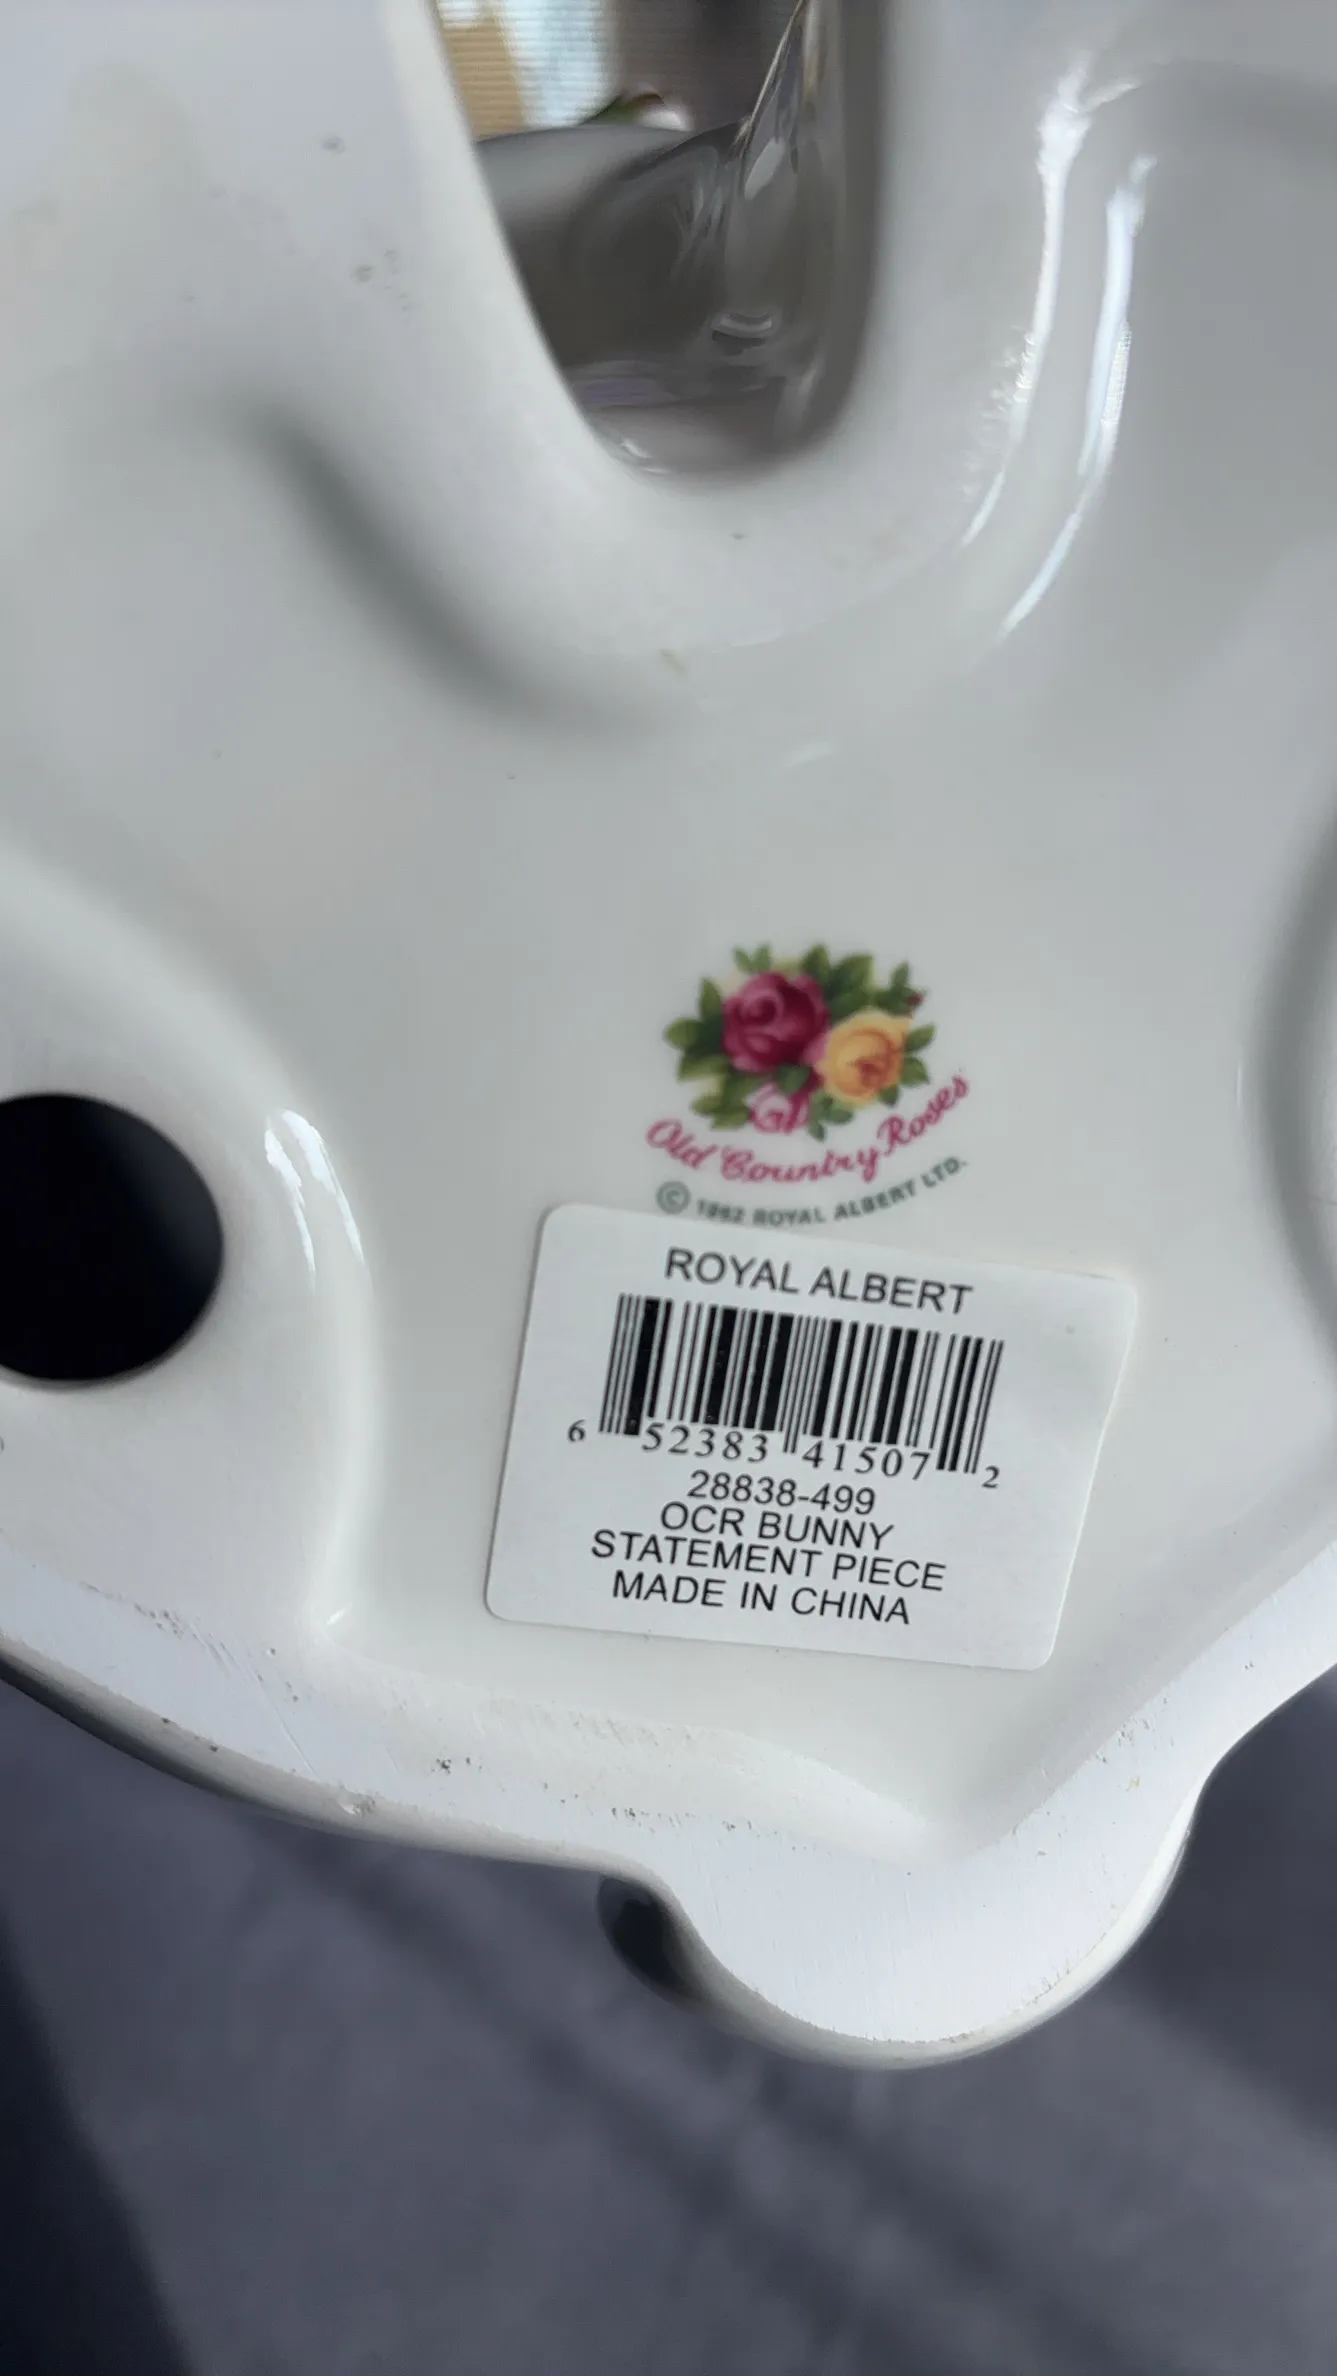 Old Country Roses
© 1962 ROYAL ALBERT LTD.
ROYAL ALBERT
6 52383 41507 2
28838-499
OCR BUNNY
STATEMENT PIECE
MADE IN CHINA